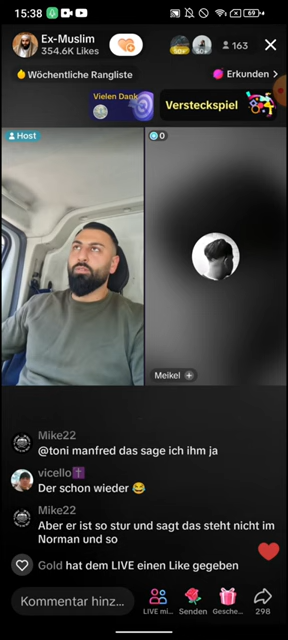 15:38
69
Ex-Muslim
354.6K Likes
50x
163
Wöchentliche Rangliste
Erkunden >
Vielen Dank
Versteckspiel
Host
0
Meikel +
Mike22
@toni manfred das sage ich ihm ja
vicello✝️
Der schon wieder 😂
Mike22
Aber er ist so stur und sagt das steht nicht im
Norman und so
Gold hat dem LIVE einen Like gegeben
Kommentar hinz...
LIVE mi...
Senden
Gesche...
298